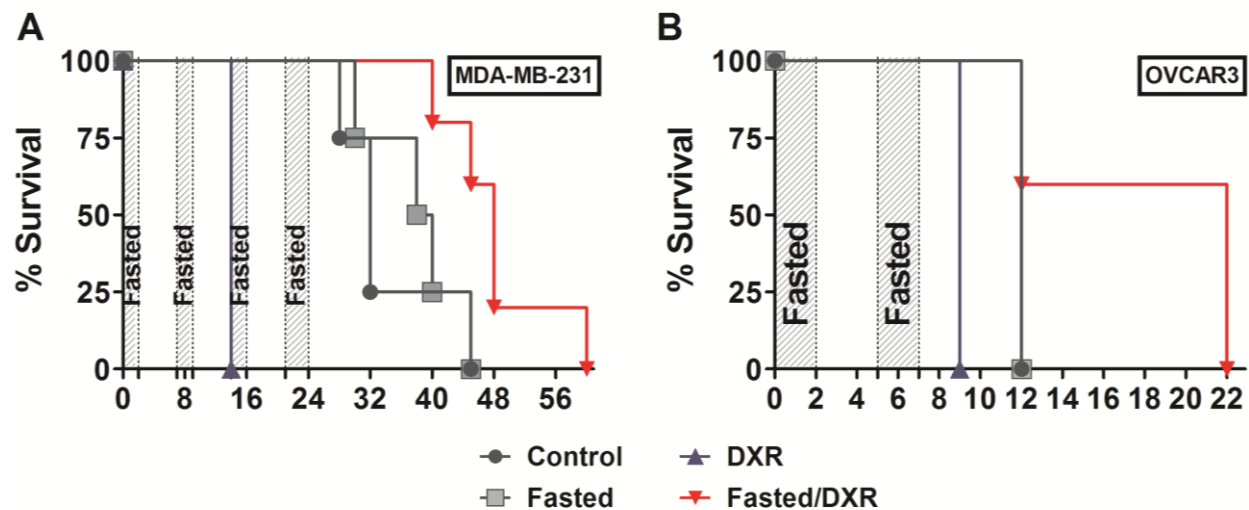 A
MDA-MB-231
% Survival
100
75
50
25
0
Fasted
Fasted
Fasted
Fasted
0 8 16 24 32 40 48 56
B
OVCAR3
% Survival
100
75
50
25
0
Fasted
Fasted
0 2 4 6 8 10 12 14 16 18 20 22
Control
DXR
Fasted
Fasted/DXR